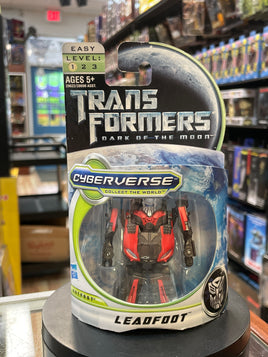 EASY
LEVEL:
1 2 3
AGES 5+
TRANSFORMERS
DARK OF THE MOON
CYBERVERSE
COLLECT THE WORLD
LEADFOOT